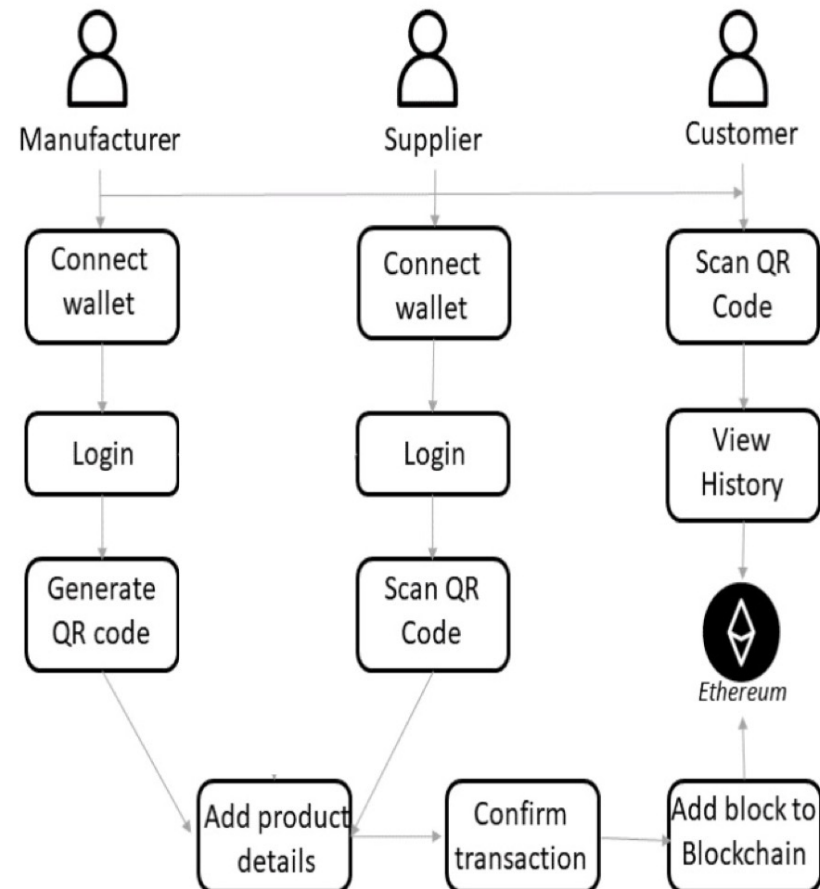 Manufacturer
Supplier
Customer
Connect
wallet
Connect
wallet
Scan QR
Code
Login
Login
View
History
Generate
QR code
Scan QR
Code
Ethereum
Add product
details
Confirm
transaction
Add block to
Blockchain